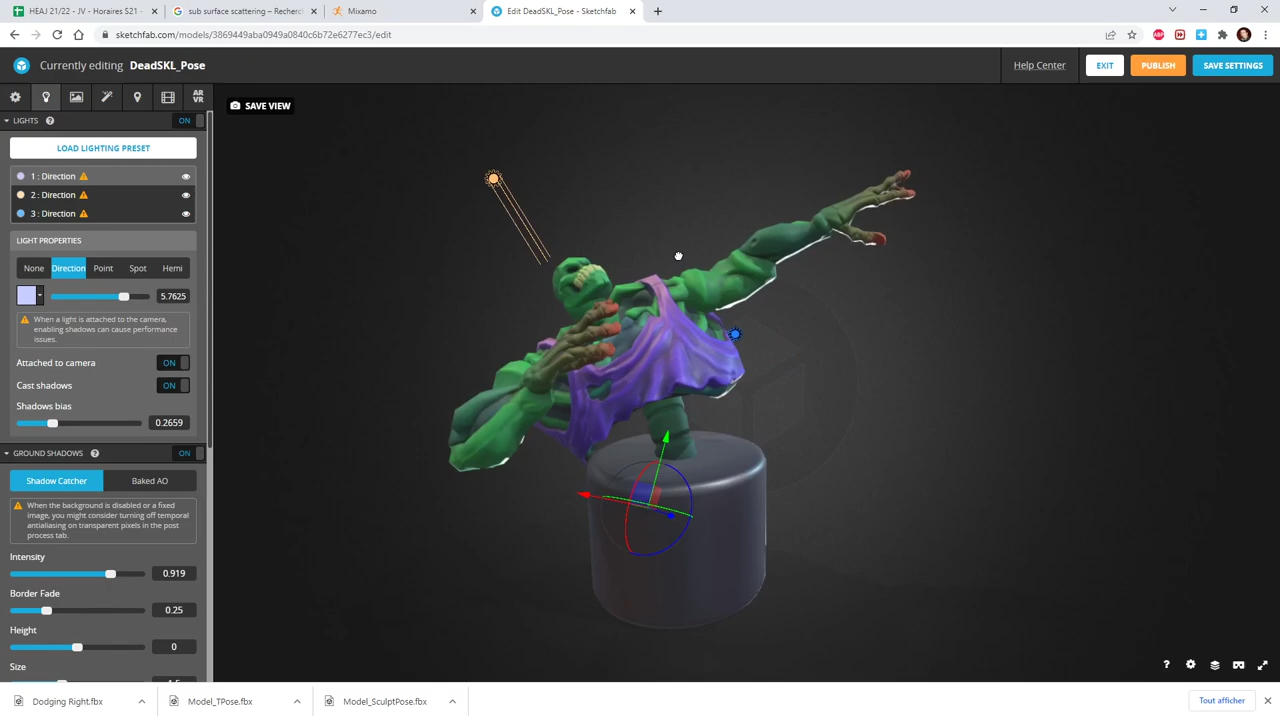 HEAJ 21/22 - JV - Horaires S21 -
sub surface scattering – Recherc
Mixamo
Edit DeadSKL_Pose - Sketchfab
sketchfab.com/models/3869449aba0949a0840c6b72e6277ec3/edit
Currently editing DeadSKL_Pose
Help Center
EXIT
PUBLISH
SAVE SETTINGS
AR
VR
SAVE VIEW
LIGHTS ?
ON
LOAD LIGHTING PRESET
1 : Direction
2 : Direction
3 : Direction
LIGHT PROPERTIES
None Direction Point Spot Hemi
5.7625
When a light is attached to the camera,
enabling shadows can cause performance
issues.
Attached to camera ON
Cast shadows ON
Shadows bias
0.2659
GROUND SHADOWS ? ON
Shadow Catcher Baked AO
When the background is disabled or a fixed
image, you might consider turning off temporal
antialiasing on transparent pixels in the post
process tab.
Intensity
0.919
Border Fade
0.25
Height
0
Size
?
Dodging Right.fbx
Model_TPose.fbx
Model_SculptPose.fbx
Tout afficher